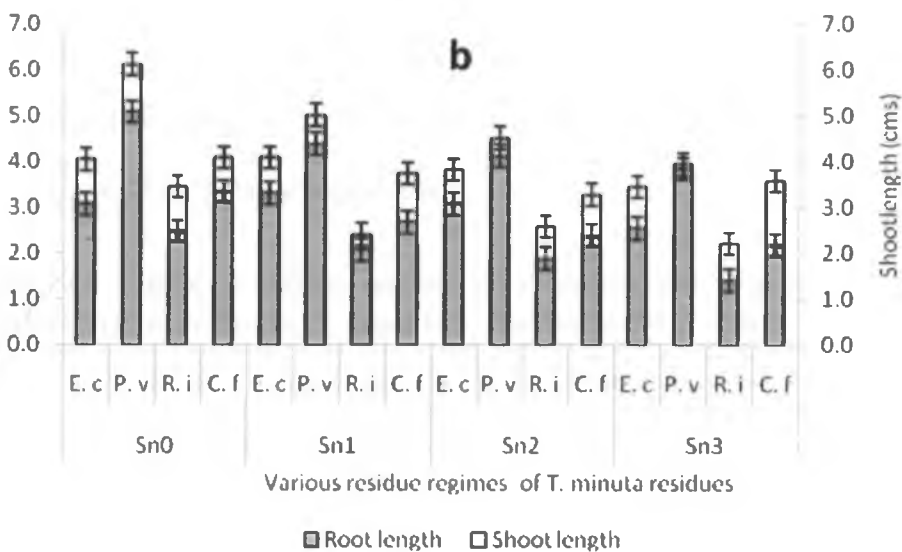 7.0 7.0
b
6.0 6.0
5.0 5.0
4.0 4.0
3.0 3.0
2.0 2.0
1.0 1.0
0.0 0.0
Shootlength (cms)
E. c P. v R. i C. f E. c P. v R. i C. f E. c P. v R. i C. f E. c P. v R. i C. f
Sn0 Sn1 Sn2 Sn3
Various residue regimes of T. minuta residues
Root length Shoot length